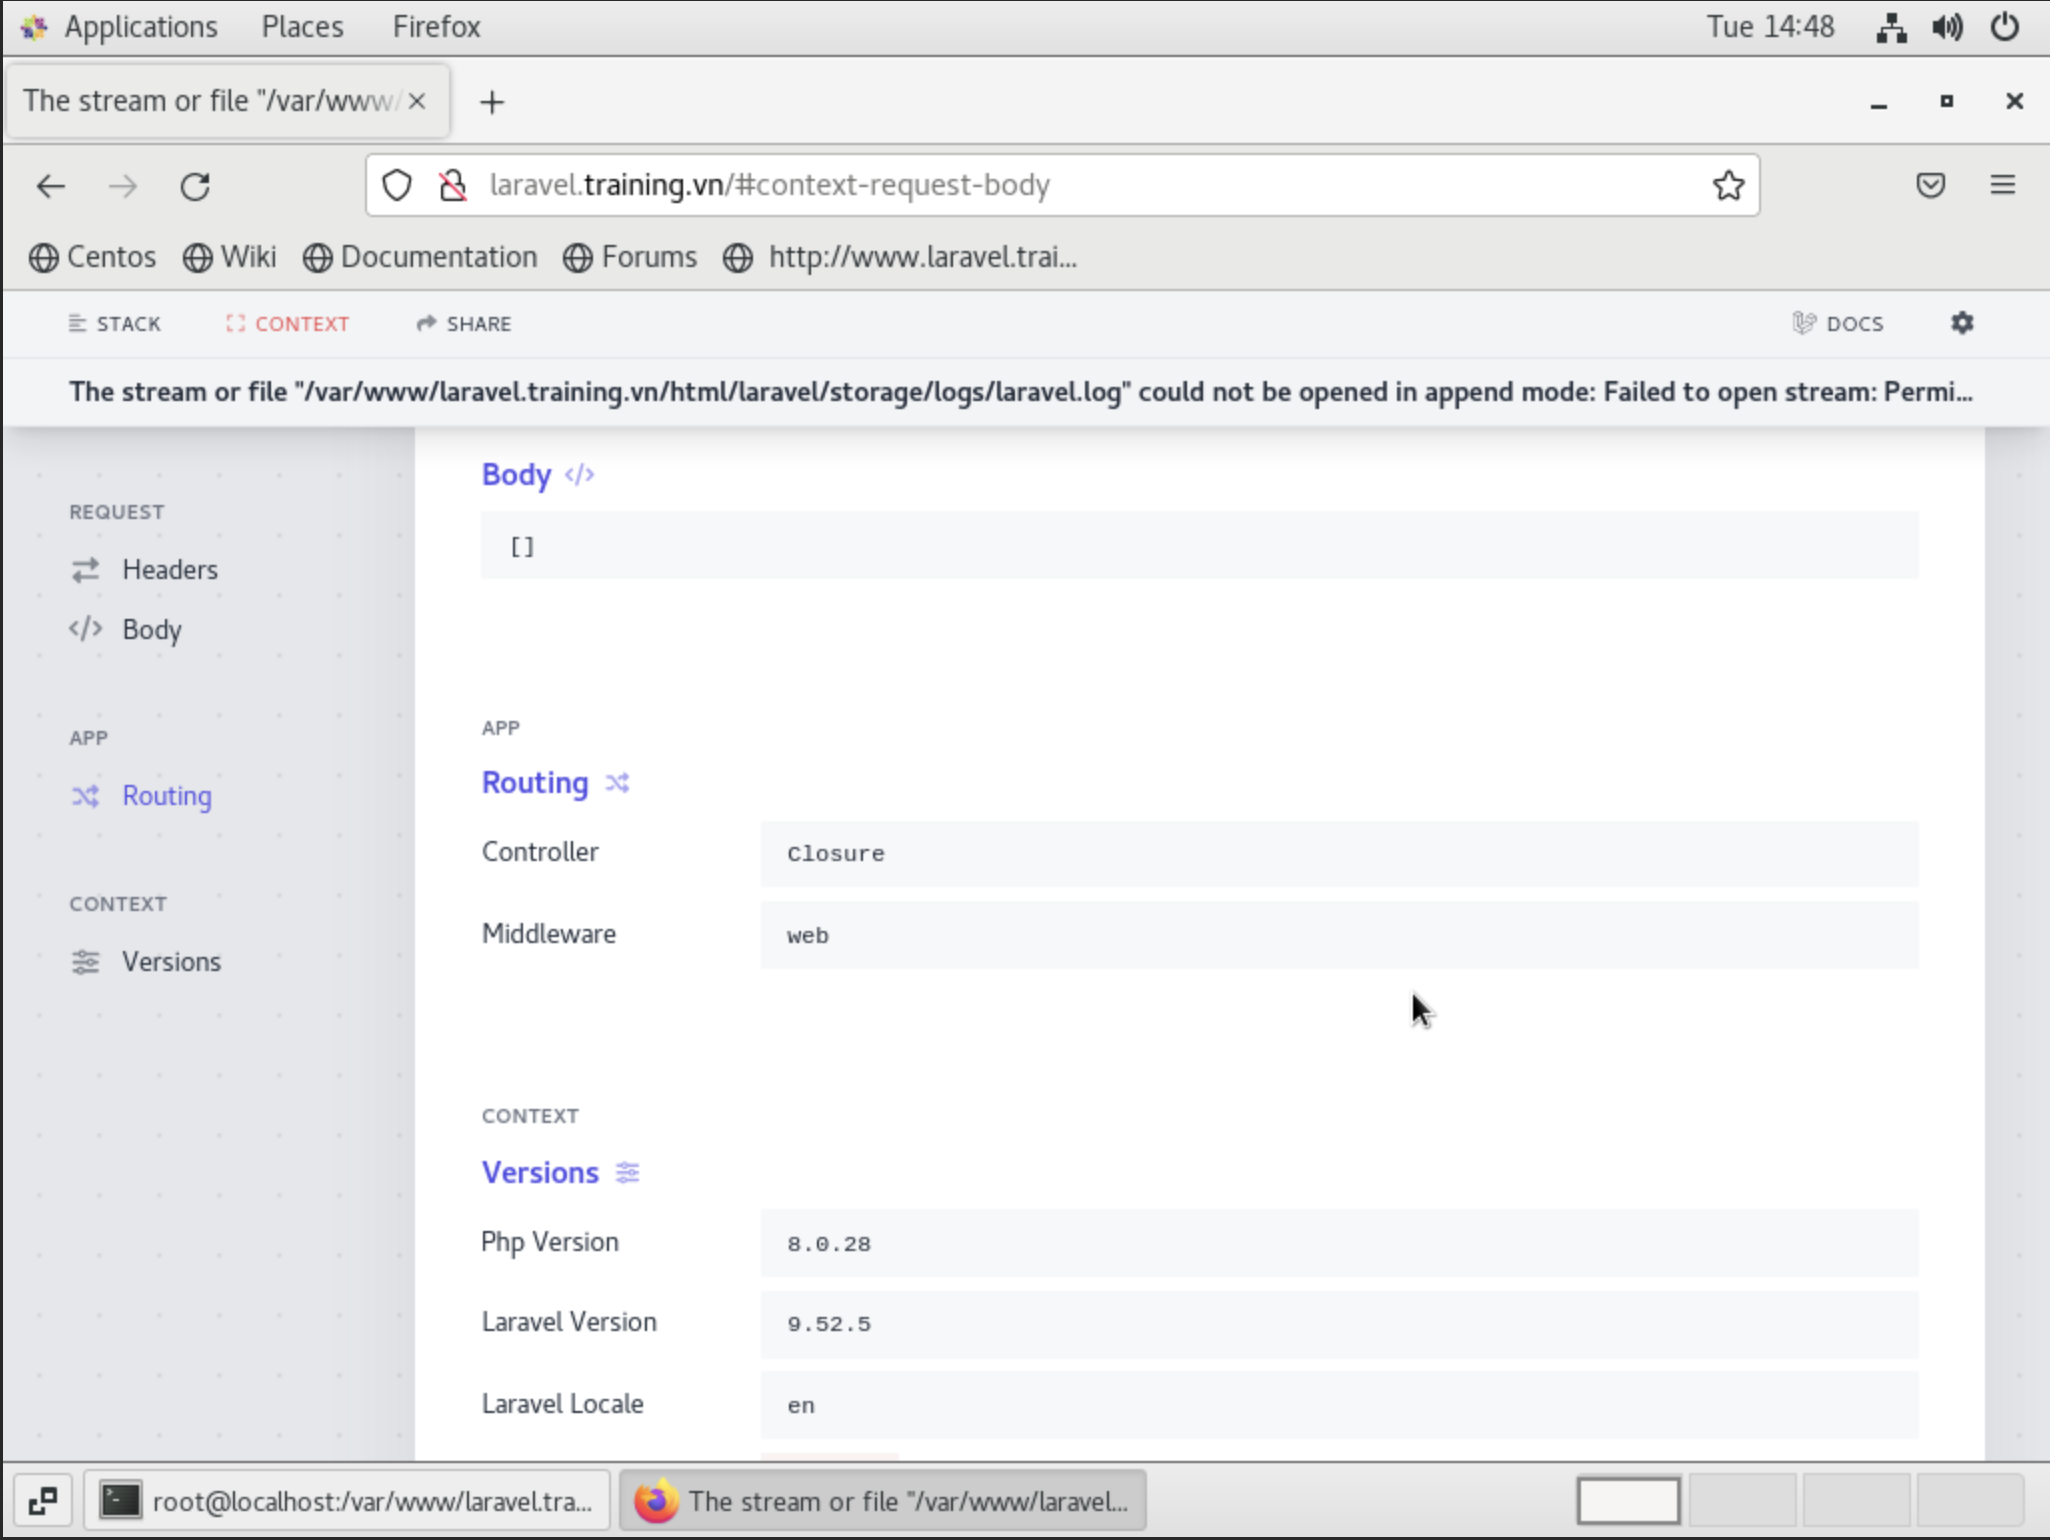 Applications Places Firefox Tue 14:48
The stream or file "/var/www/
laravel.training.vn/#context-request-body
Centos Wiki Documentation Forums http://www.laravel.trai...
STACK CONTEXT SHARE DOCS
The stream or file "/var/www/laravel.training.vn/html/laravel/storage/logs/laravel.log" could not be opened in append mode: Failed to open stream: Permi...
REQUEST
Headers
Body
APP
Routing
CONTEXT
Versions
Body </>
[]
APP
Routing
Controller Closure
Middleware web
CONTEXT
Versions
Php Version 8.0.28
Laravel Version 9.52.5
Laravel Locale en
root@localhost:/var/www/laravel.tra... The stream or file "/var/www/laravel...